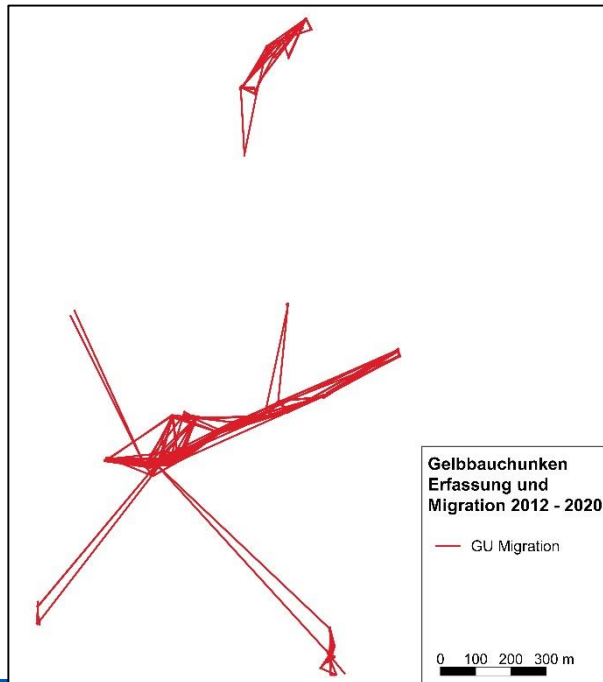 Gelbbauchunken
Erfassung und
Migration 2012 - 2020
GU Migration
0 100 200 300 m